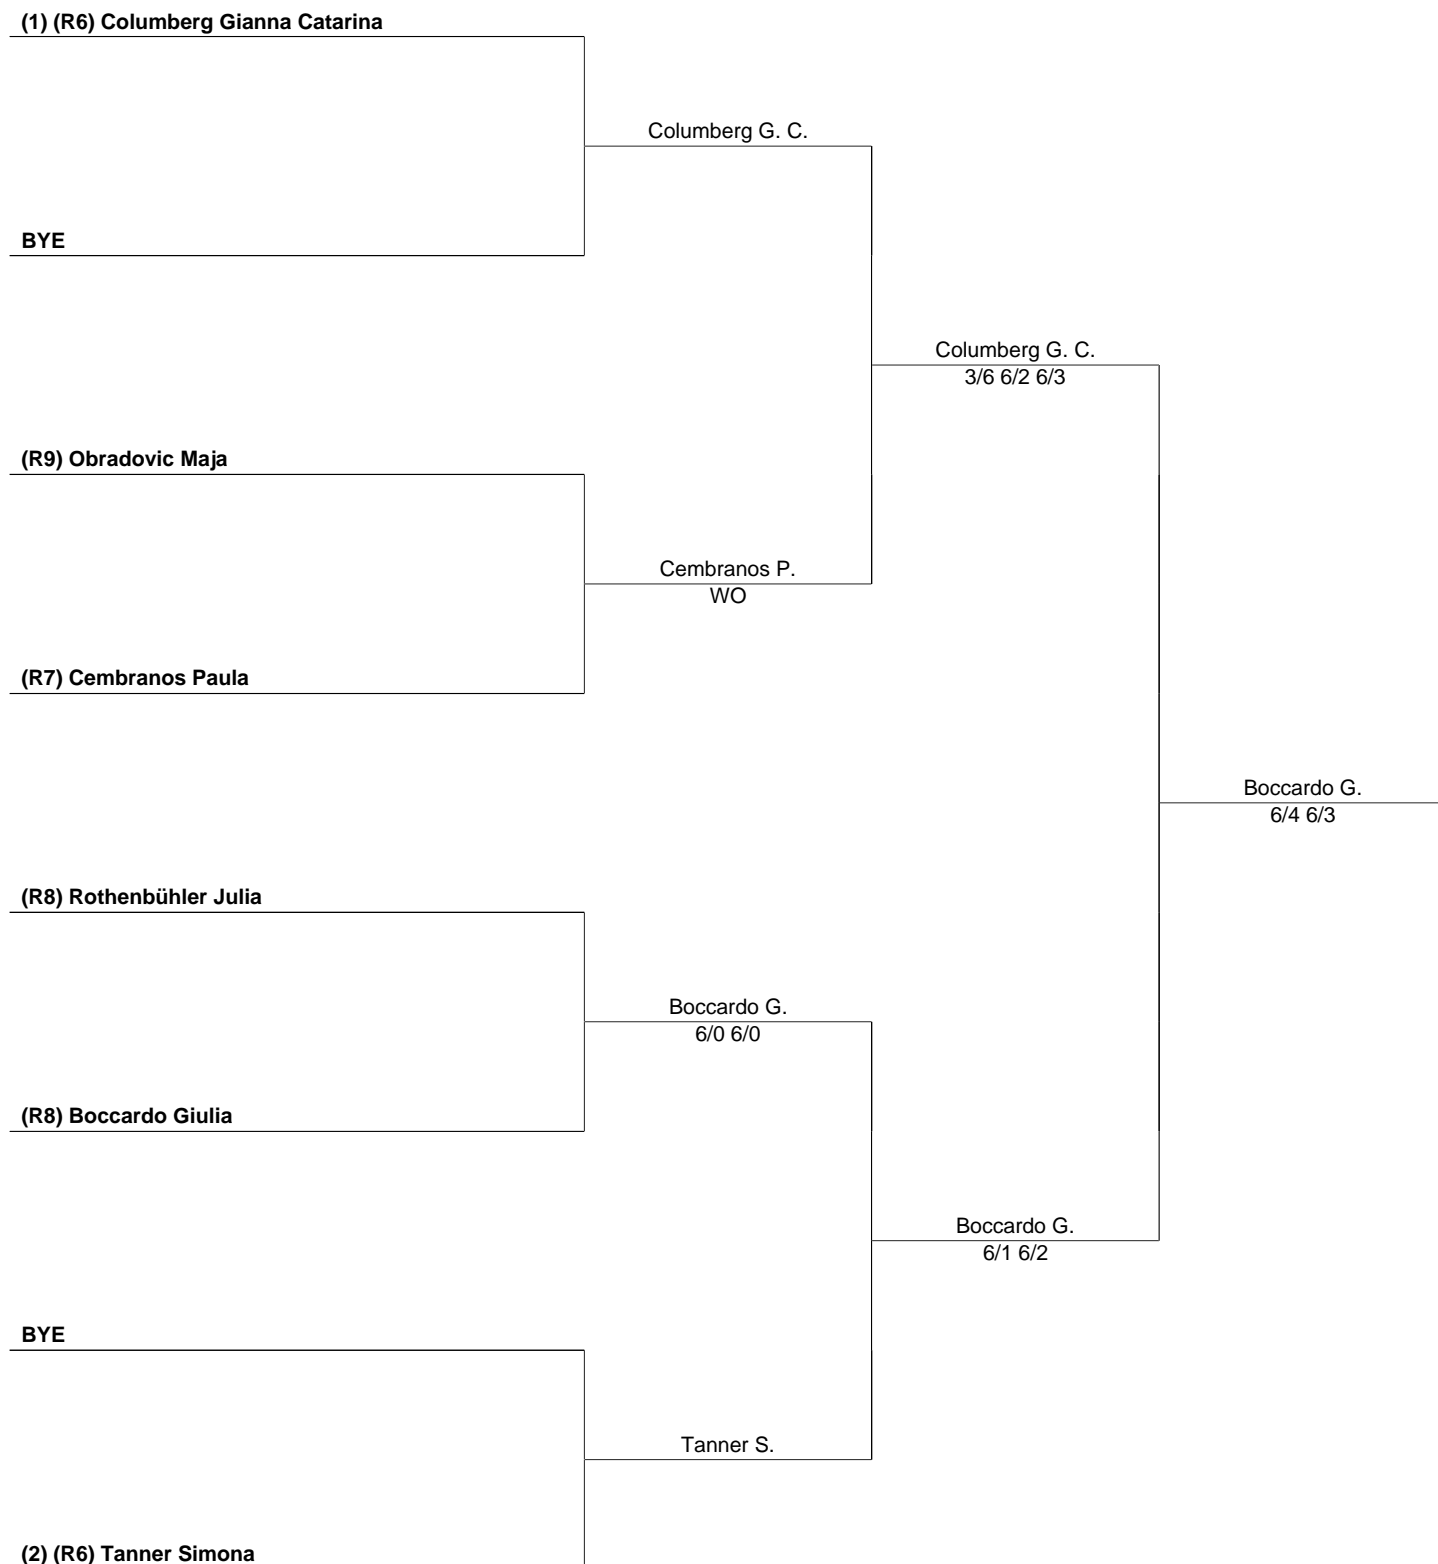 (1) (R6) Columberg Gianna Catarina
Columberg G. C.
BYE
Columberg G. C.
3/6 6/2 6/3
(R9) Obradovic Maja
Cembranos P.
WO
(R7) Cembranos Paula
Boccardo G.
6/4 6/3
(R8) Rothenbühler Julia
Boccardo G.
6/0 6/0
(R8) Boccardo Giulia
Boccardo G.
6/1 6/2
BYE
Tanner S.
(2) (R6) Tanner Simona